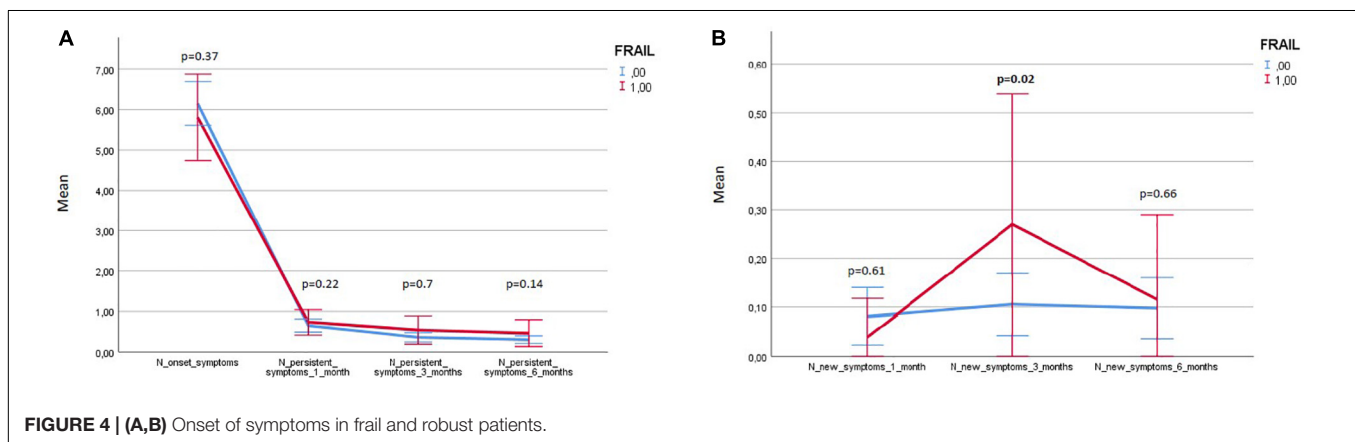 A
p=0.37
FRAIL
,00
1,00
7,00
6,00
5,00
4,00
3,00
2,00
1,00
0,00
Mean
p=0.22
p=0.7
p=0.14
N_onset_symptoms
N_persistent_
symptoms_1_month
N_persistent_
symptoms_3_months
N_persistent_
symptoms_6_months
B
p=0.02
FRAIL
,00
1,00
0,60
0,50
0,40
0,30
0,20
0,10
0,00
Mean
p=0.61
p=0.66
N_new_symptoms_1_month
N_new_symptoms_3_months
N_new_symptoms_6_months
FIGURE 4 | (A,B) Onset of symptoms in frail and robust patients.